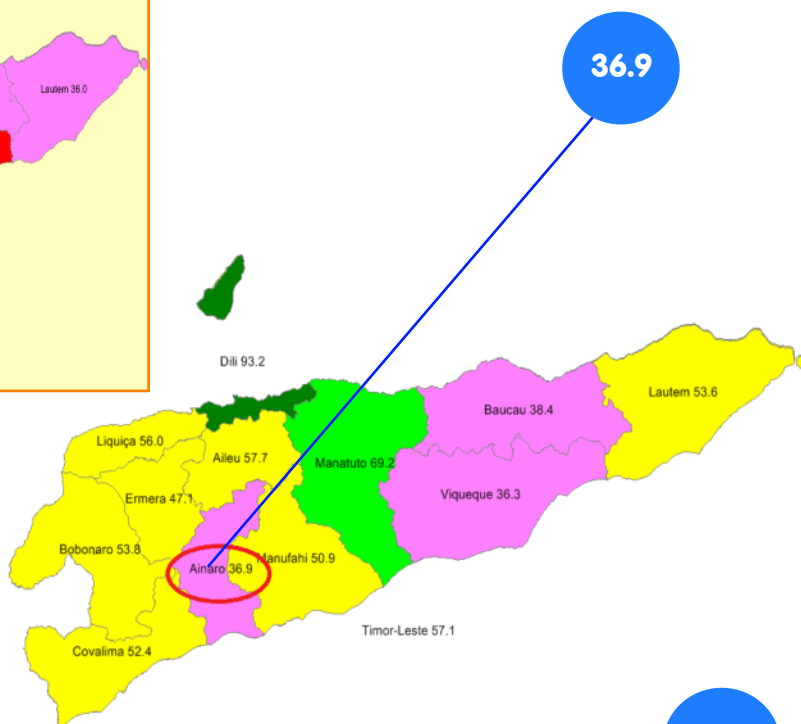 36.9
Lautem 36.0
Dili 93.2
Lautem 53.6
Baucau 38.4
Liquiça 56.0
Aileu 57.7
Manatuto 69.2
Viqueque 36.3
Ermera 47.1
Bobonaro 53.8
Manufahi 50.9
Ainaro 36.9
Timor-Leste 57.1
Covalima 52.4